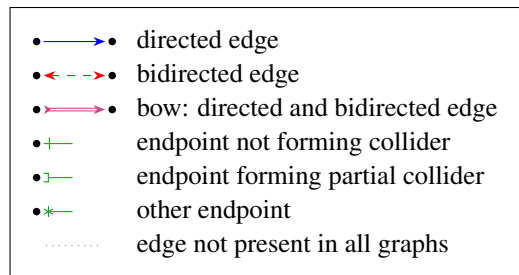 directed edge
bidirected edge
bow: directed and bidirected edge
endpoint not forming collider
endpoint forming partial collider
other endpoint
edge not present in all graphs